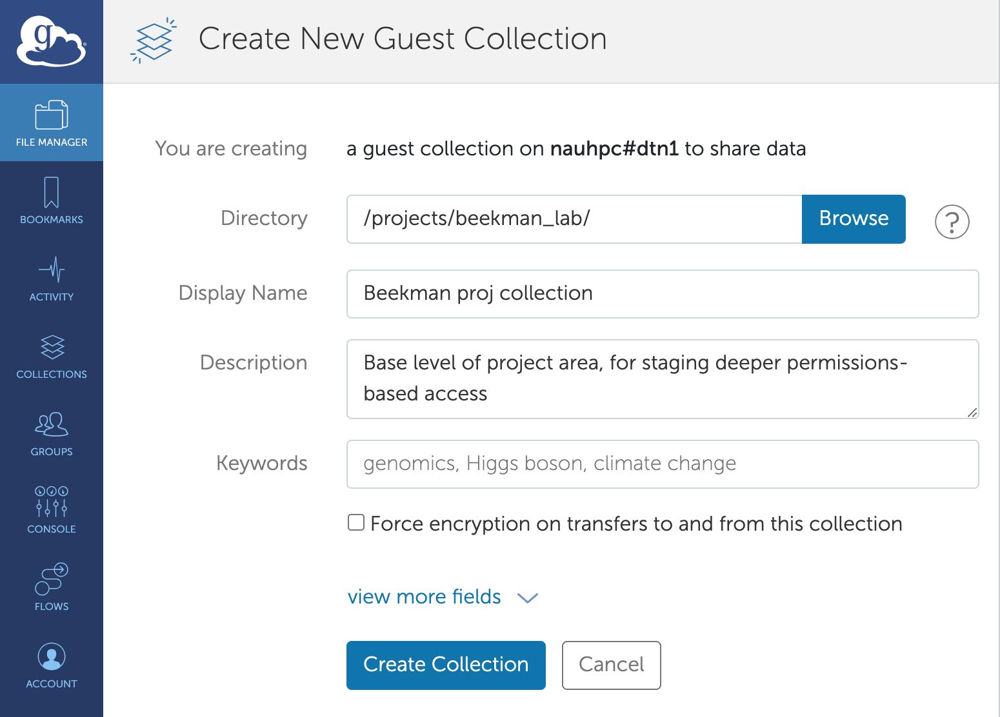 g
Create New Guest Collection
FILE MANAGER
BOOKMARKS
ACTIVITY
COLLECTIONS
GROUPS
CONSOLE
FLOWS
ACCOUNT
You are creating a guest collection on nauhpc#dtn1 to share data
Directory /projects/beekman_lab/ Browse ?
Display Name Beekman proj collection
Description Base level of project area, for staging deeper permissions-
based access
Keywords genomics, Higgs boson, climate change
Force encryption on transfers to and from this collection
view more fields
Create Collection Cancel